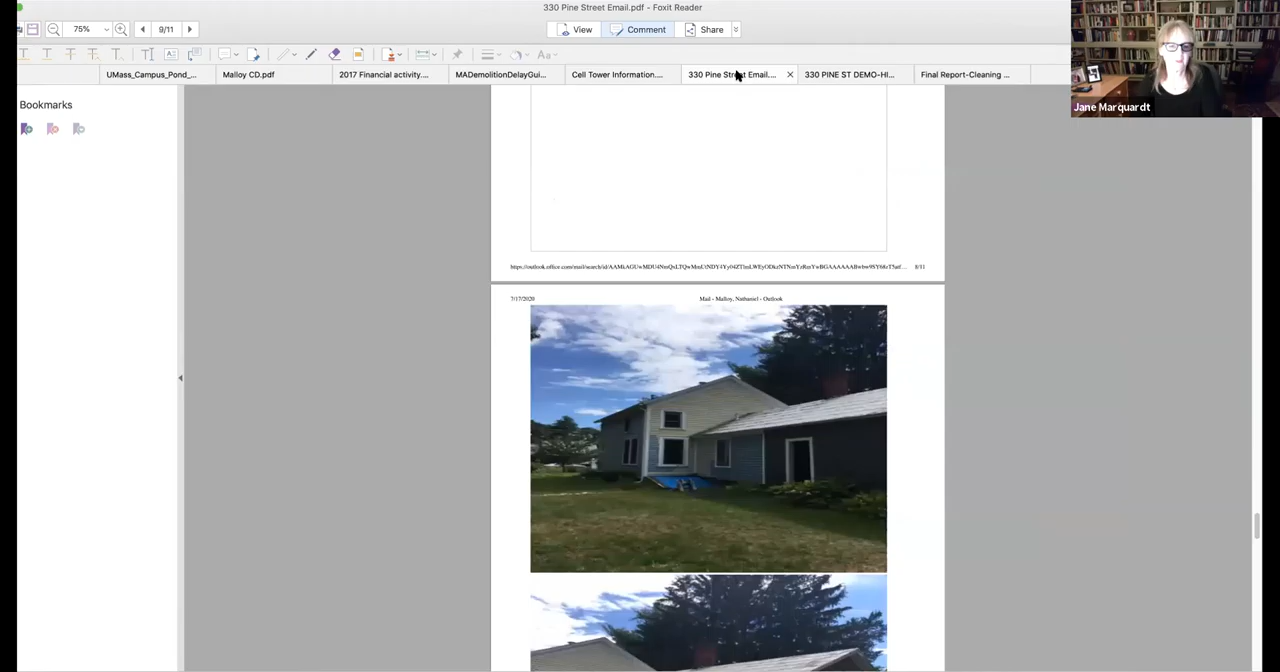 330 Pine Street Email.pdf - Foxit Reader
75%
9/11
View
Comment
Share
UMass_Campus_Pond_...
Malloy CD.pdf
2017 Financial activity....
MADemolitionDelayGui...
Cell Tower Information....
330 Pine Street Email....
330 PINE ST DEMO-HI...
Final Report-Cleaning ...
Jane Marquardt
Bookmarks
8/11
7/17/2020
Mail - Malloy, Nathaniel - Outlook